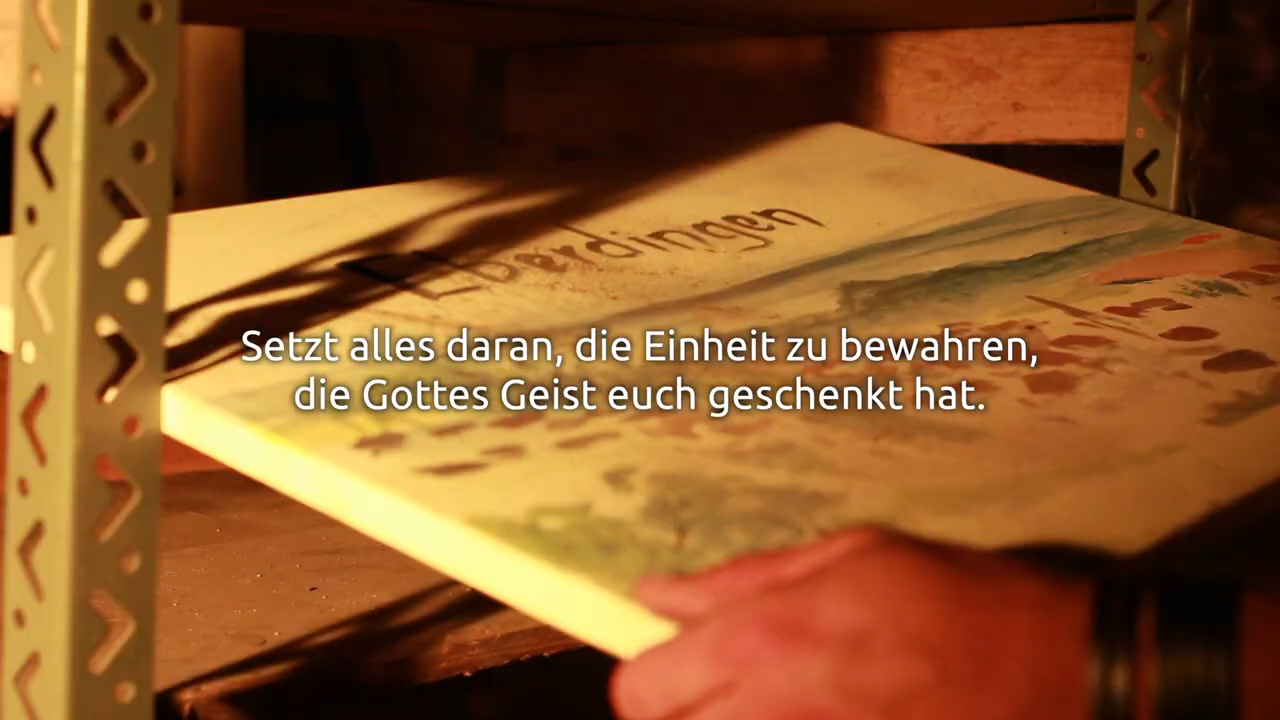 Eberdingen
Setzt alles daran, die Einheit zu bewahren,
die Gottes Geist euch geschenkt hat.